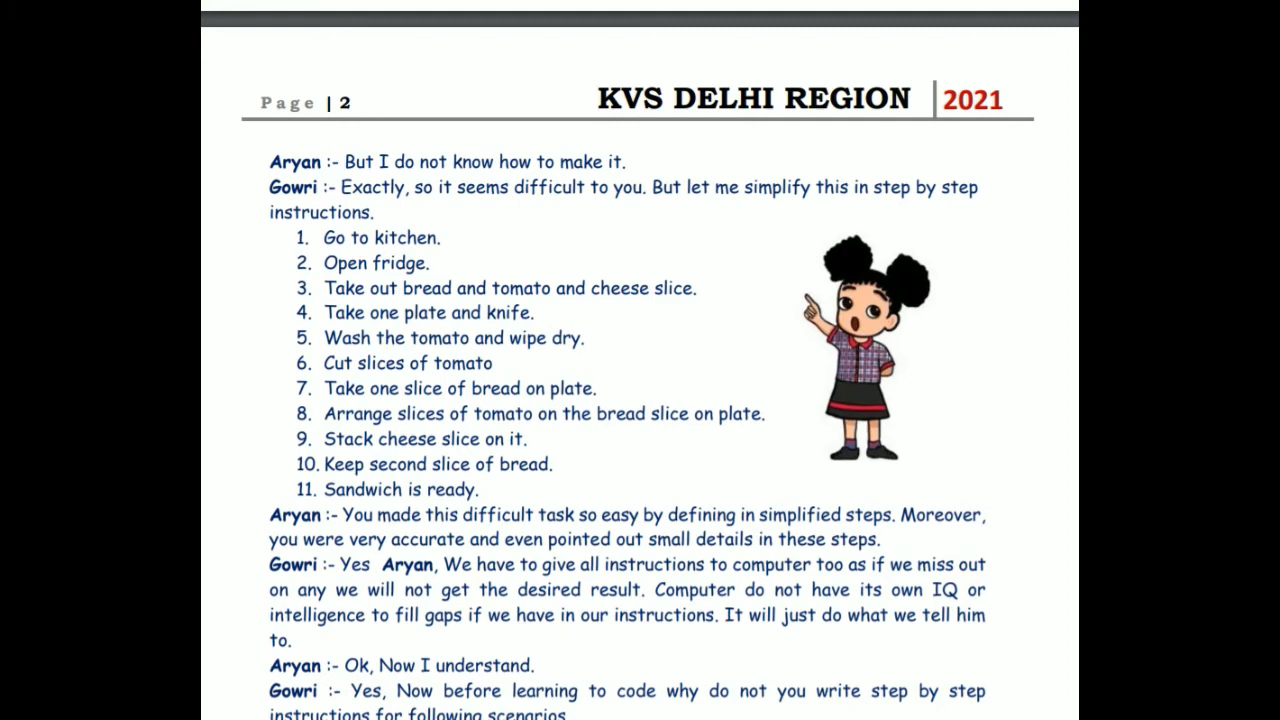 Page | 2
KVS DELHI REGION 2021
Aryan :- But I do not know how to make it.
Gowri :- Exactly, so it seems difficult to you. But let me simplify this in step by step
instructions.
1. Go to kitchen.
2. Open fridge.
3. Take out bread and tomato and cheese slice.
4. Take one plate and knife.
5. Wash the tomato and wipe dry.
6. Cut slices of tomato
7. Take one slice of bread on plate.
8. Arrange slices of tomato on the bread slice on plate.
9. Stack cheese slice on it.
10. Keep second slice of bread.
11. Sandwich is ready.
Aryan :- You made this difficult task so easy by defining in simplified steps. Moreover,
you were very accurate and even pointed out small details in these steps.
Gowri :- Yes Aryan, We have to give all instructions to computer too as if we miss out
on any we will not get the desired result. Computer do not have its own IQ or
intelligence to fill gaps if we have in our instructions. It will just do what we tell him
to.
Aryan :- Ok, Now I understand.
Gowri :- Yes, Now before learning to code why do not you write step by step
instructions for following scenarios